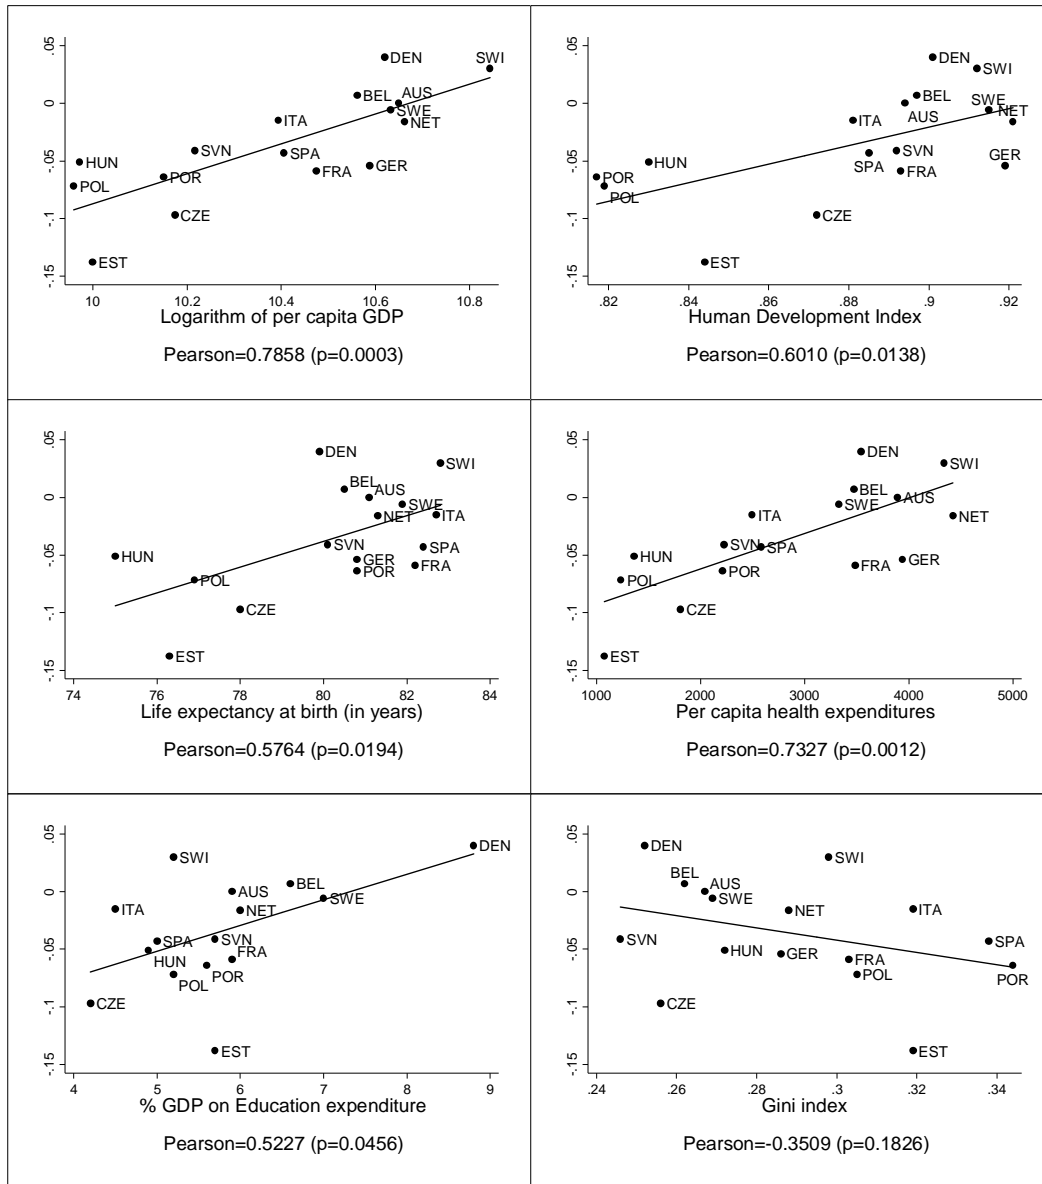 .05
0
-.05
-.1
-.15
DEN
SWI
BEL
AUS
SWE
NET
ITA
SVN
SPA
HUN
FRA
GER
POR
POL
CZE
EST
10
10.2
10.4
10.6
10.8
Logarithm of per capita GDP
Pearson=0.7858 (p=0.0003)
.05
0
-.05
-.1
-.15
DEN
SWI
BEL
SWE
AUS
NET
ITA
SVN
GER
SPA
HUN
FRA
POR
POL
CZE
EST
.82
.84
.86
.88
.9
.92
Human Development Index
Pearson=0.6010 (p=0.0138)
.05
0
-.05
-.1
-.15
DEN
SWI
BEL
AUS
SWE
NET
ITA
SVN
SPA
HUN
GER
FRA
POR
POL
CZE
EST
74
76
78
80
82
84
Life expectancy at birth (in years)
Pearson=0.5764 (p=0.0194)
.05
0
-.05
-.1
-.15
DEN
SWI
BEL
AUS
SWE
ITA
NET
SVN
SPA
HUN
GER
FRA
POR
POL
CZE
EST
1000
2000
3000
4000
5000
Per capita health expenditures
Pearson=0.7327 (p=0.0012)
.05
0
-.05
-.1
-.15
DEN
SWI
BEL
AUS
SWE
ITA
NET
SPA
SVN
FRA
HUN
POR
POL
CZE
EST
4
5
6
7
8
9
% GDP on Education expenditure
Pearson=0.5227 (p=0.0456)
.05
0
-.05
-.1
-.15
DEN
SWI
BEL
AUS
SWE
NET
ITA
SVN
SPA
HUN
GER
FRA
POL
POR
CZE
EST
.24
.26
.28
.3
.32
.34
Gini index
Pearson=-0.3509 (p=0.1826)